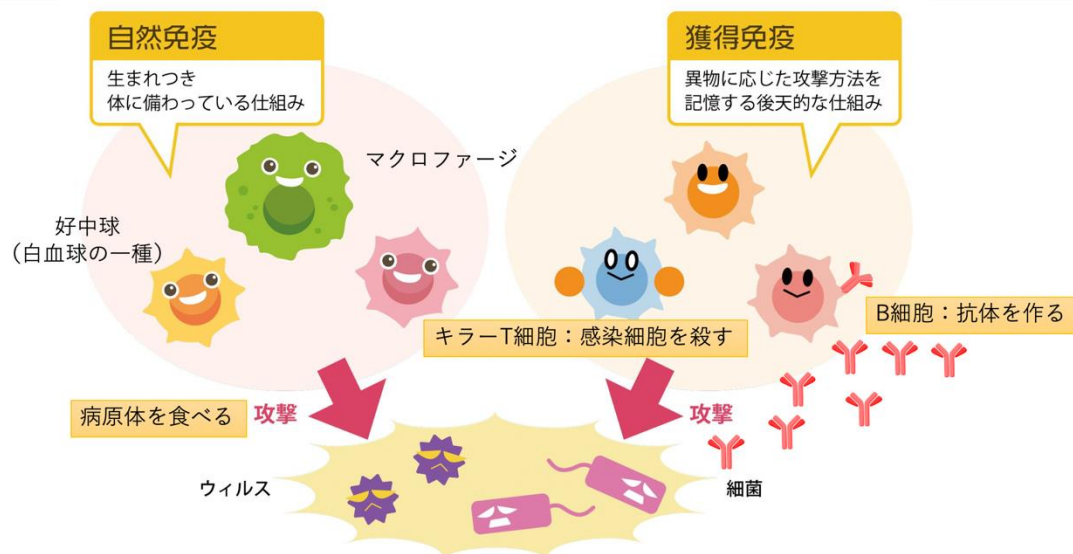 自然免疫
生まれつき
体に備わっている仕組み
獲得免疫
異物に応じた攻撃方法を
記憶する後天的な仕組み
マクロファージ
好中球
（白血球の一種）
キラーT細胞：感染細胞を殺す
B細胞：抗体を作る
病原体を食べる
攻撃
攻撃
ウィルス
細菌